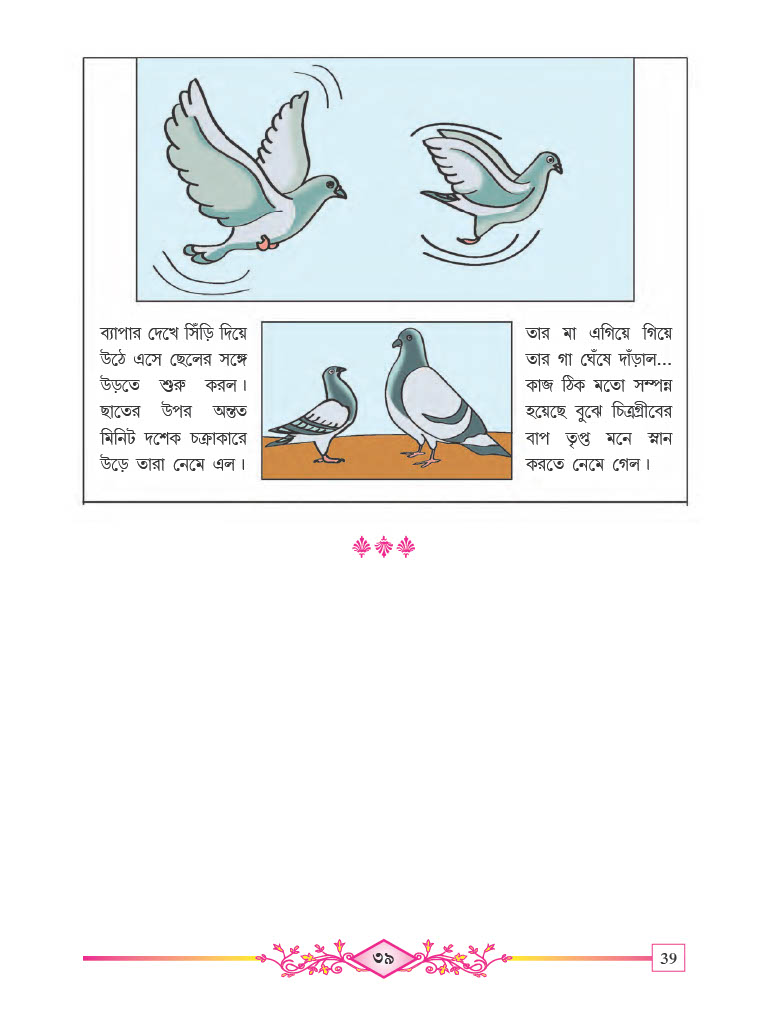 ব্যাপার দেখে সিঁড়ি দিয়ে
উঠে এসে ছেলের সঙ্গে
উড়তে শুরু করল।
ছাতের উপর অন্তত
মিনিট দশেক চক্রাকারে
উড়ে তারা নেমে এল।
তার মা এগিয়ে গিয়ে
তার গা ঘেঁষে দাঁড়াল...
কাজ ঠিক মতো সম্পন্ন
হয়েছে বুঝে চিত্রগ্রীবের
বাপ তৃপ্ত মনে স্নান
করতে নেমে গেল।
৩৯
39